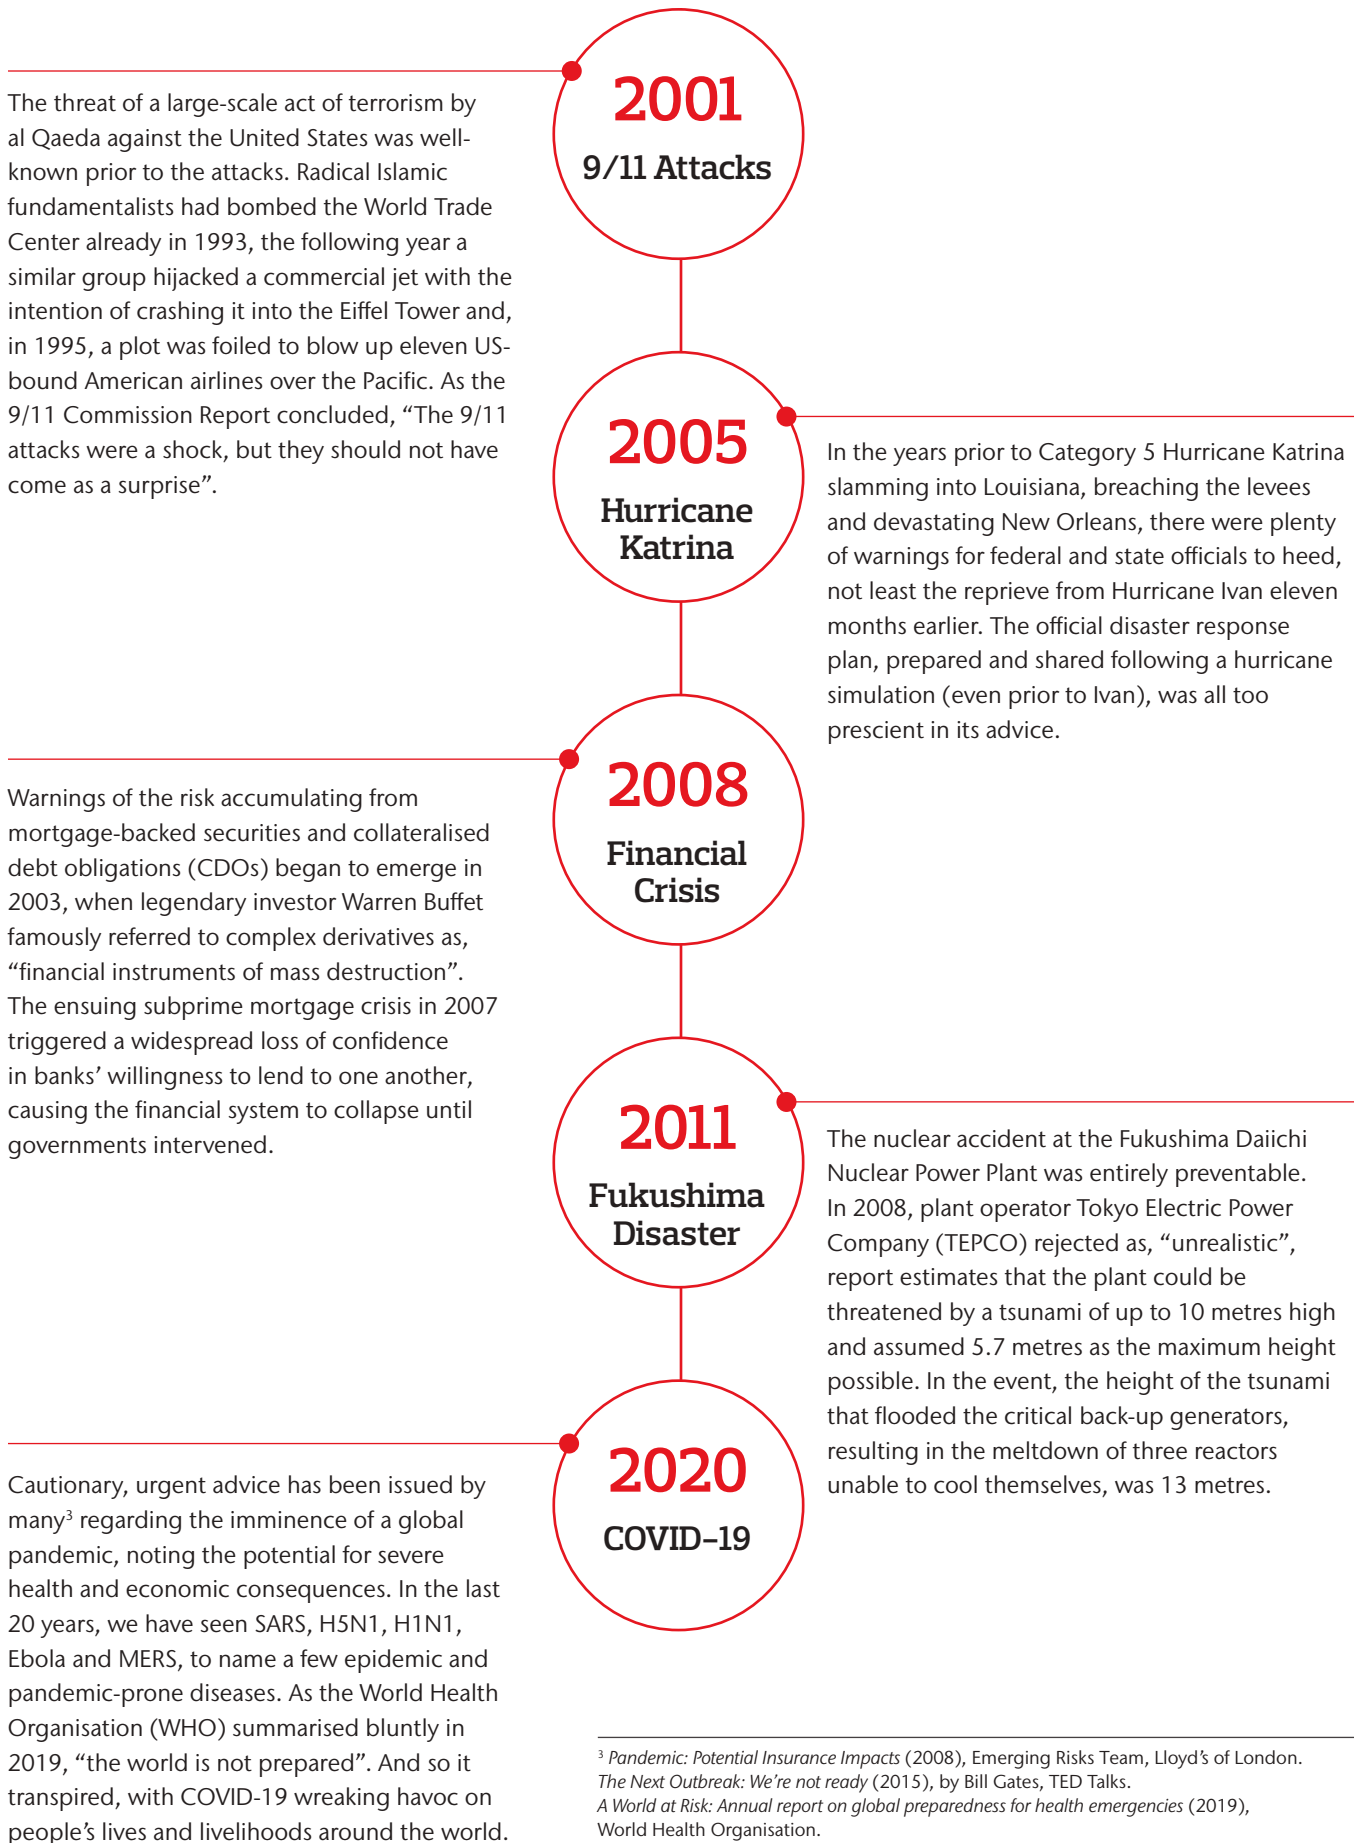 2001
9/11 Attacks
The threat of a large-scale act of terrorism by
al Qaeda against the United States was well-
known prior to the attacks. Radical Islamic
fundamentalists had bombed the World Trade
Center already in 1993, the following year a
similar group hijacked a commercial jet with the
intention of crashing it into the Eiffel Tower and,
in 1995, a plot was foiled to blow up eleven US-
bound American airlines over the Pacific. As the
9/11 Commission Report concluded, “The 9/11
attacks were a shock, but they should not have
come as a surprise”.
2005
Hurricane
Katrina
In the years prior to Category 5 Hurricane Katrina
slamming into Louisiana, breaching the levees
and devastating New Orleans, there were plenty
of warnings for federal and state officials to heed,
not least the reprieve from Hurricane Ivan eleven
months earlier. The official disaster response
plan, prepared and shared following a hurricane
simulation (even prior to Ivan), was all too
prescient in its advice.
2008
Financial
Crisis
Warnings of the risk accumulating from
mortgage-backed securities and collateralised
debt obligations (CDOs) began to emerge in
2003, when legendary investor Warren Buffet
famously referred to complex derivatives as,
“financial instruments of mass destruction”.
The ensuing subprime mortgage crisis in 2007
triggered a widespread loss of confidence
in banks’ willingness to lend to one another,
causing the financial system to collapse until
governments intervened.
2011
Fukushima
Disaster
The nuclear accident at the Fukushima Daiichi
Nuclear Power Plant was entirely preventable.
In 2008, plant operator Tokyo Electric Power
Company (TEPCO) rejected as, “unrealistic”,
report estimates that the plant could be
threatened by a tsunami of up to 10 metres high
and assumed 5.7 metres as the maximum height
possible. In the event, the height of the tsunami
that flooded the critical back-up generators,
resulting in the meltdown of three reactors
unable to cool themselves, was 13 metres.
2020
COVID–19
Cautionary, urgent advice has been issued by
many³ regarding the imminence of a global
pandemic, noting the potential for severe
health and economic consequences. In the last
20 years, we have seen SARS, H5N1, H1N1,
Ebola and MERS, to name a few epidemic and
pandemic-prone diseases. As the World Health
Organisation (WHO) summarised bluntly in
2019, “the world is not prepared”. And so it
transpired, with COVID-19 wreaking havoc on
people’s lives and livelihoods around the world.
³ Pandemic: Potential Insurance Impacts (2008), Emerging Risks Team, Lloyd’s of London.
The Next Outbreak: We’re not ready (2015), by Bill Gates, TED Talks.
A World at Risk: Annual report on global preparedness for health emergencies (2019),
World Health Organisation.